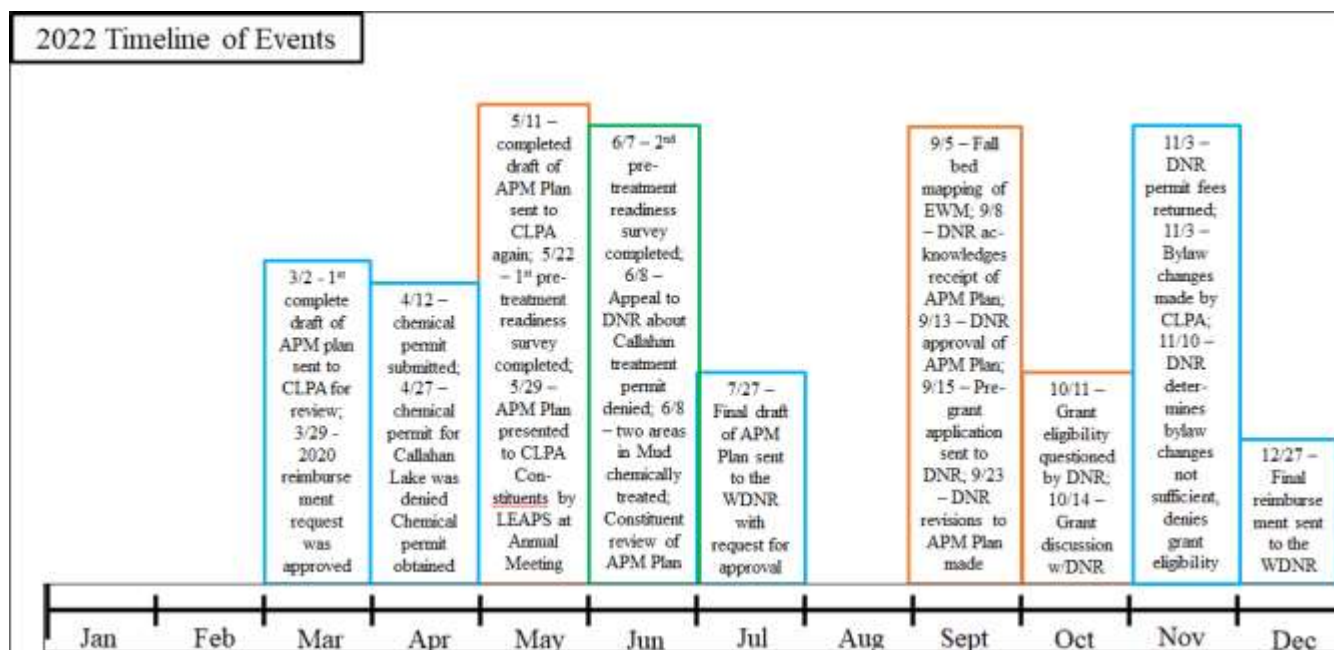 2022 Timeline of Events
3/2 - 1st
complete
draft of
APM plan
sent to
CLPA for
review;
3/29 -
2020
reimburse
ment
request
was
approved
4/12 –
chemical
permit
submitted;
4/27 –
chemical
permit for
Callahan
Lake was
denied
Chemical
permit
obtained
5/11 –
completed
draft of
APM Plan
sent to
CLPA
again; 5/22
– 1st pre-
treatment
readiness
survey
completed;
5/29 –
APM Plan
presented
to CLPA
Con-
stituents by
LEAPS at
Annual
Meeting
6/7 – 2nd
pre-
treatment
readiness
survey
completed;
6/8 –
Appeal to
DNR about
Callahan
treatment
permit
denied; 6/8
– two areas
in Mud
chemically
treated;
Constituent
review of
APM Plan
7/27 –
Final draft
of APM
Plan sent
to the
WDNR
with
request for
approval
9/5 – Fall
bed
mapping of
EWM; 9/8
– DNR ac-
knowledges
receipt of
APM Plan;
9/13 – DNR
approval of
APM Plan;
9/15 – Pre-
grant
application
sent to
DNR; 9/23
– DNR
revisions to
APM Plan
made
10/11 –
Grant
eligibility
questioned
by DNR;
10/14 –
Grant
discussion
w/DNR
11/3 –
DNR
permit fees
returned;
11/3 –
Bylaw
changes
made by
CLPA;
11/10 –
DNR
deter-
mines
bylaw
changes
not
sufficient,
denies
grant
eligibility
12/27 –
Final
reimburse
ment sent
to the
WDNR
Jan Feb Mar Apr May Jun Jul Aug Sept Oct Nov Dec